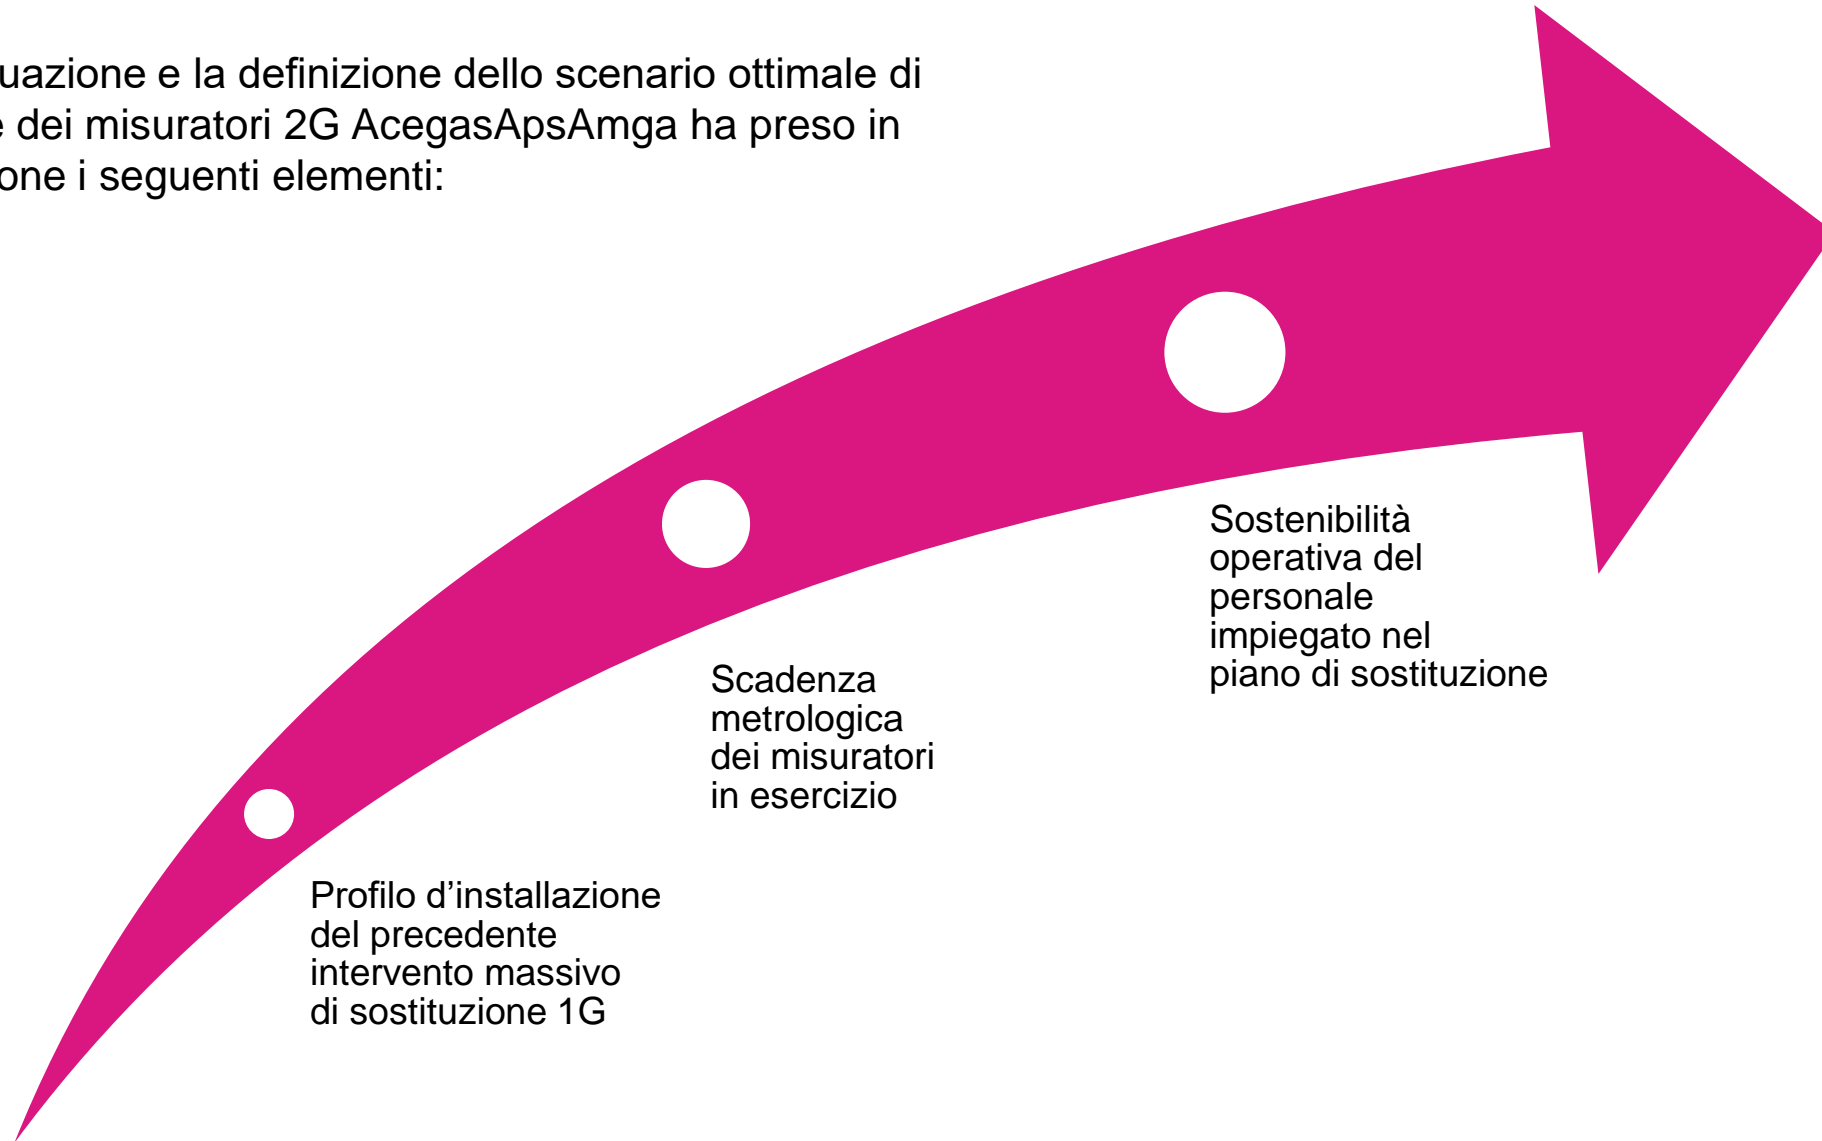 uazione e la definizione dello scenario ottimale di
e dei misuratori 2G AcegasApsAmga ha preso in
one i seguenti elementi:
Sostenibilità
operativa del
personale
impiegato nel
piano di sostituzione
Scadenza
metrologica
dei misuratori
in esercizio
Profilo d’installazione
del precedente
intervento massivo
di sostituzione 1G